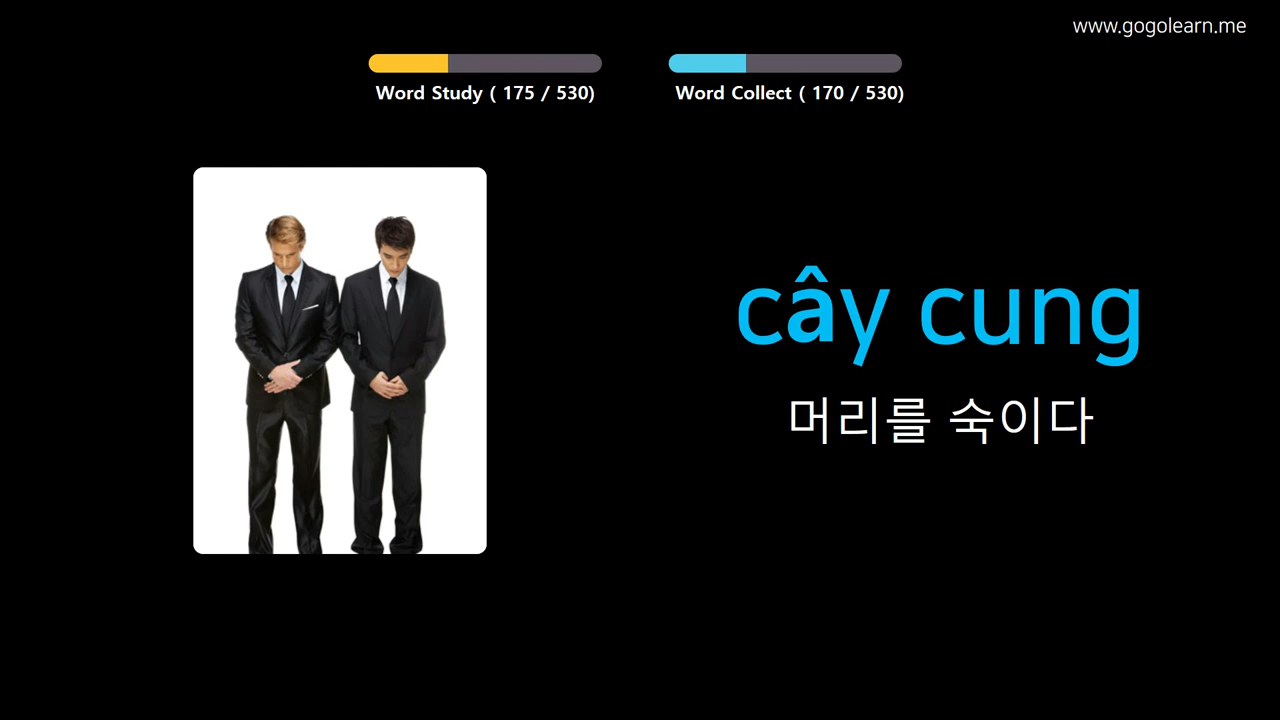 www.gogolearn.me
Word Study ( 175 / 530)
Word Collect ( 170 / 530)
cây cung
머리를 숙이다